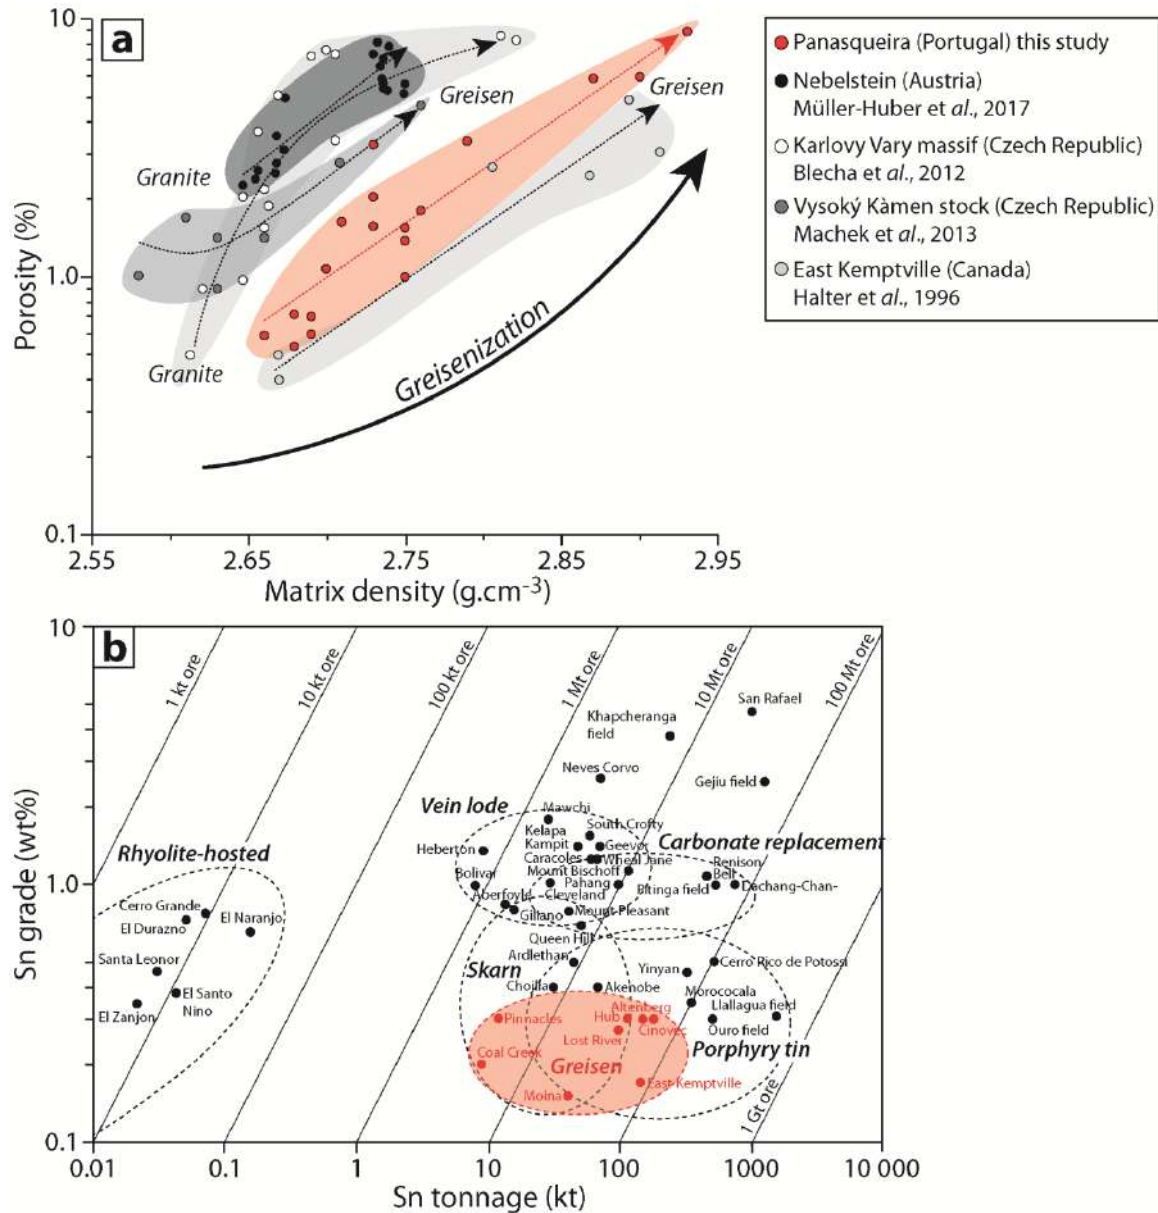 a
Porosity (%)
10
1.0
0.1
2.55
2.65
2.75
2.85
2.95
Matrix density (g.cm-3)
Granite
Granite
Greisen
Greisen
Greisenization
Panasqueira (Portugal) this study
Nebelstein (Austria)
Müller-Huber et al., 2017
Karlovy Vary massif (Czech Republic)
Blecha et al., 2012
Vysoký Kàmen stock (Czech Republic)
Machek et al., 2013
East Kemptville (Canada)
Halter et al., 1996
b
Sn grade (wt%)
10
1.0
0.1
0.01
0.1
1
10
100
1000
10 000
Sn tonnage (kt)
1 kt ore
10 kt ore
100 kt ore
1 Mt ore
10 Mt ore
100 Mt ore
1 Gt ore
San Rafael
Khapcheranga
field
Neves Corvo
Gejiu field
Vein lode
Mawchi
South Crofty
Kelapa
Kampit
Geevor
Carbonate replacement
Heberton
Caracoles
Wheal Jane
Renison
Bell
Rhyolite-hosted
Bolivar
Mount Bischoff
Pahang
Pitinga field
Dachang-Chan-
Aberfoyle
Cleveland
Cerro Grande
El Naranjo
Gillano
Mount Pleasant
El Durazno
Queen Hill
Santa Leonor
Ardlethan
Skarn
Yinyan
Cerro Rico de Potossi
Choilla
Akenobe
Morococala
El Santo
Nino
Llallagua field
El Zanjon
Pinnacles
Hub
Altenberg
Cinovec
Ouro field
Lost River
Porphyry tin
Coal Creek
Greisen
East Kemptville
Moina